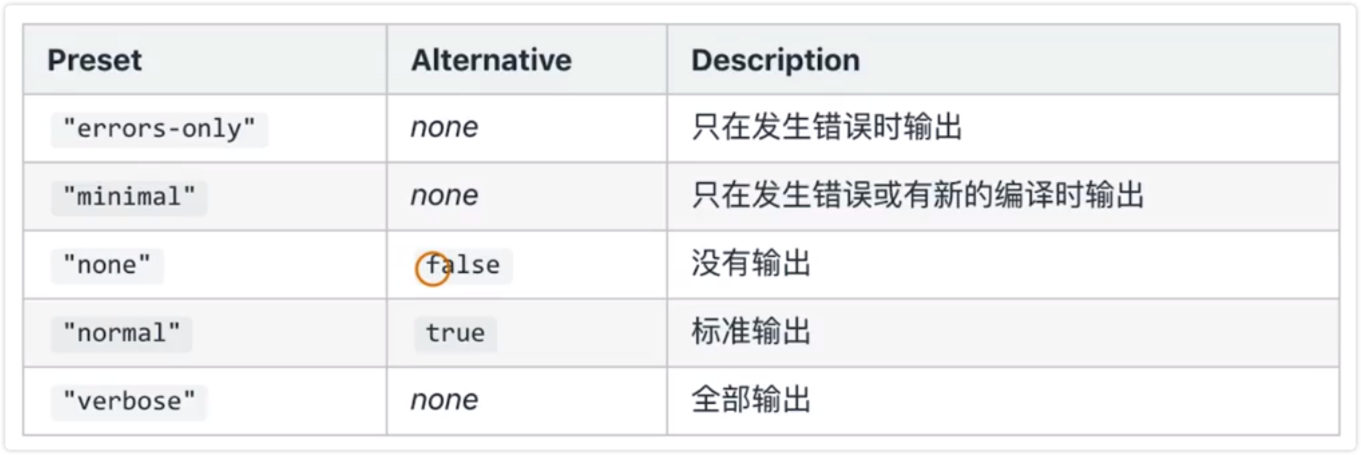 Preset Alternative Description
"errors-only" none 只在发生错误时输出
"minimal" none 只在发生错误或有新的编译时输出
"none" false 没有输出
"normal" true 标准输出
"verbose" none 全部输出